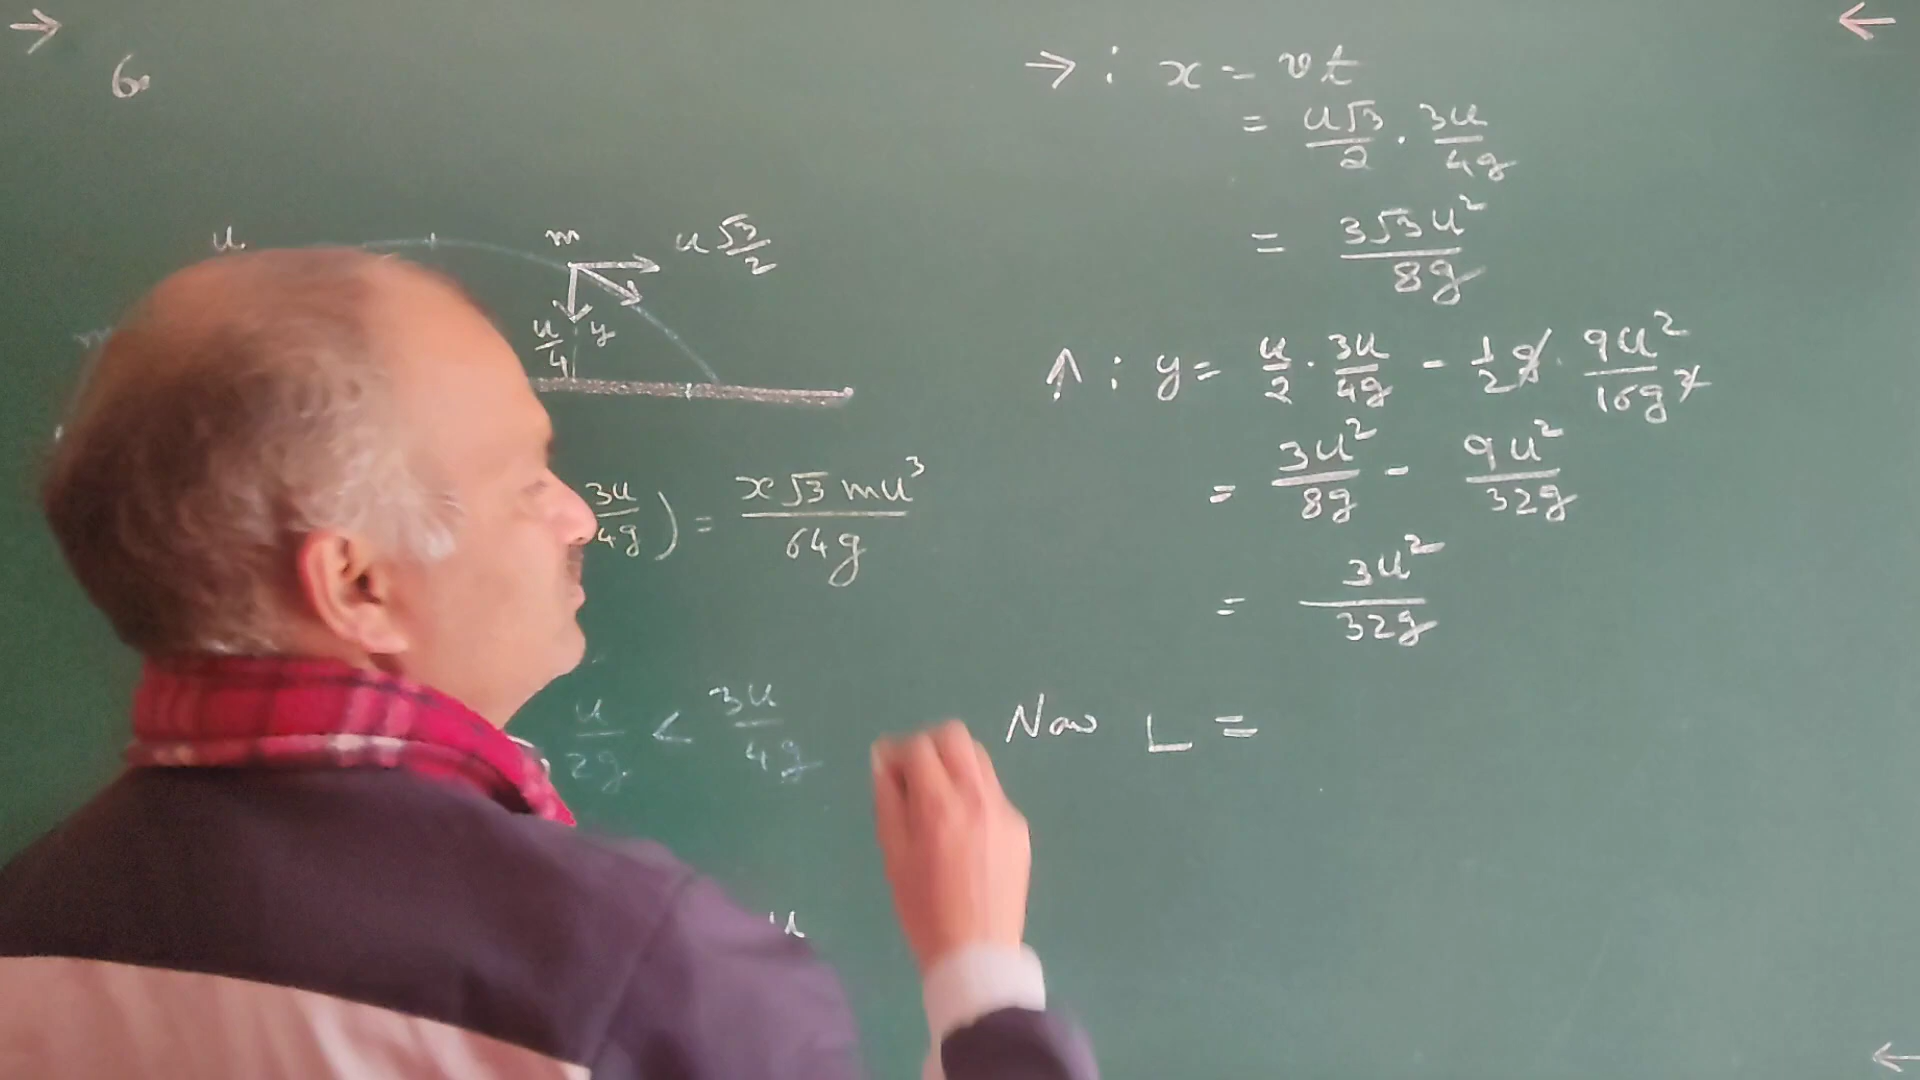 → ←
6.
u
m
u √3/2
u/4 y
3u/4g ) = x√3 mu³/64g
u/2g < 3u/4g
u
→ : x = vt
= u√3/2 . 3u/4g
= 3√3u²/8g
↑ : y = u/2 . 3u/4g - 1/2 g . 9u²/16g²
= 3u²/8g - 9u²/32g
= 3u²/32g
Now L =
←